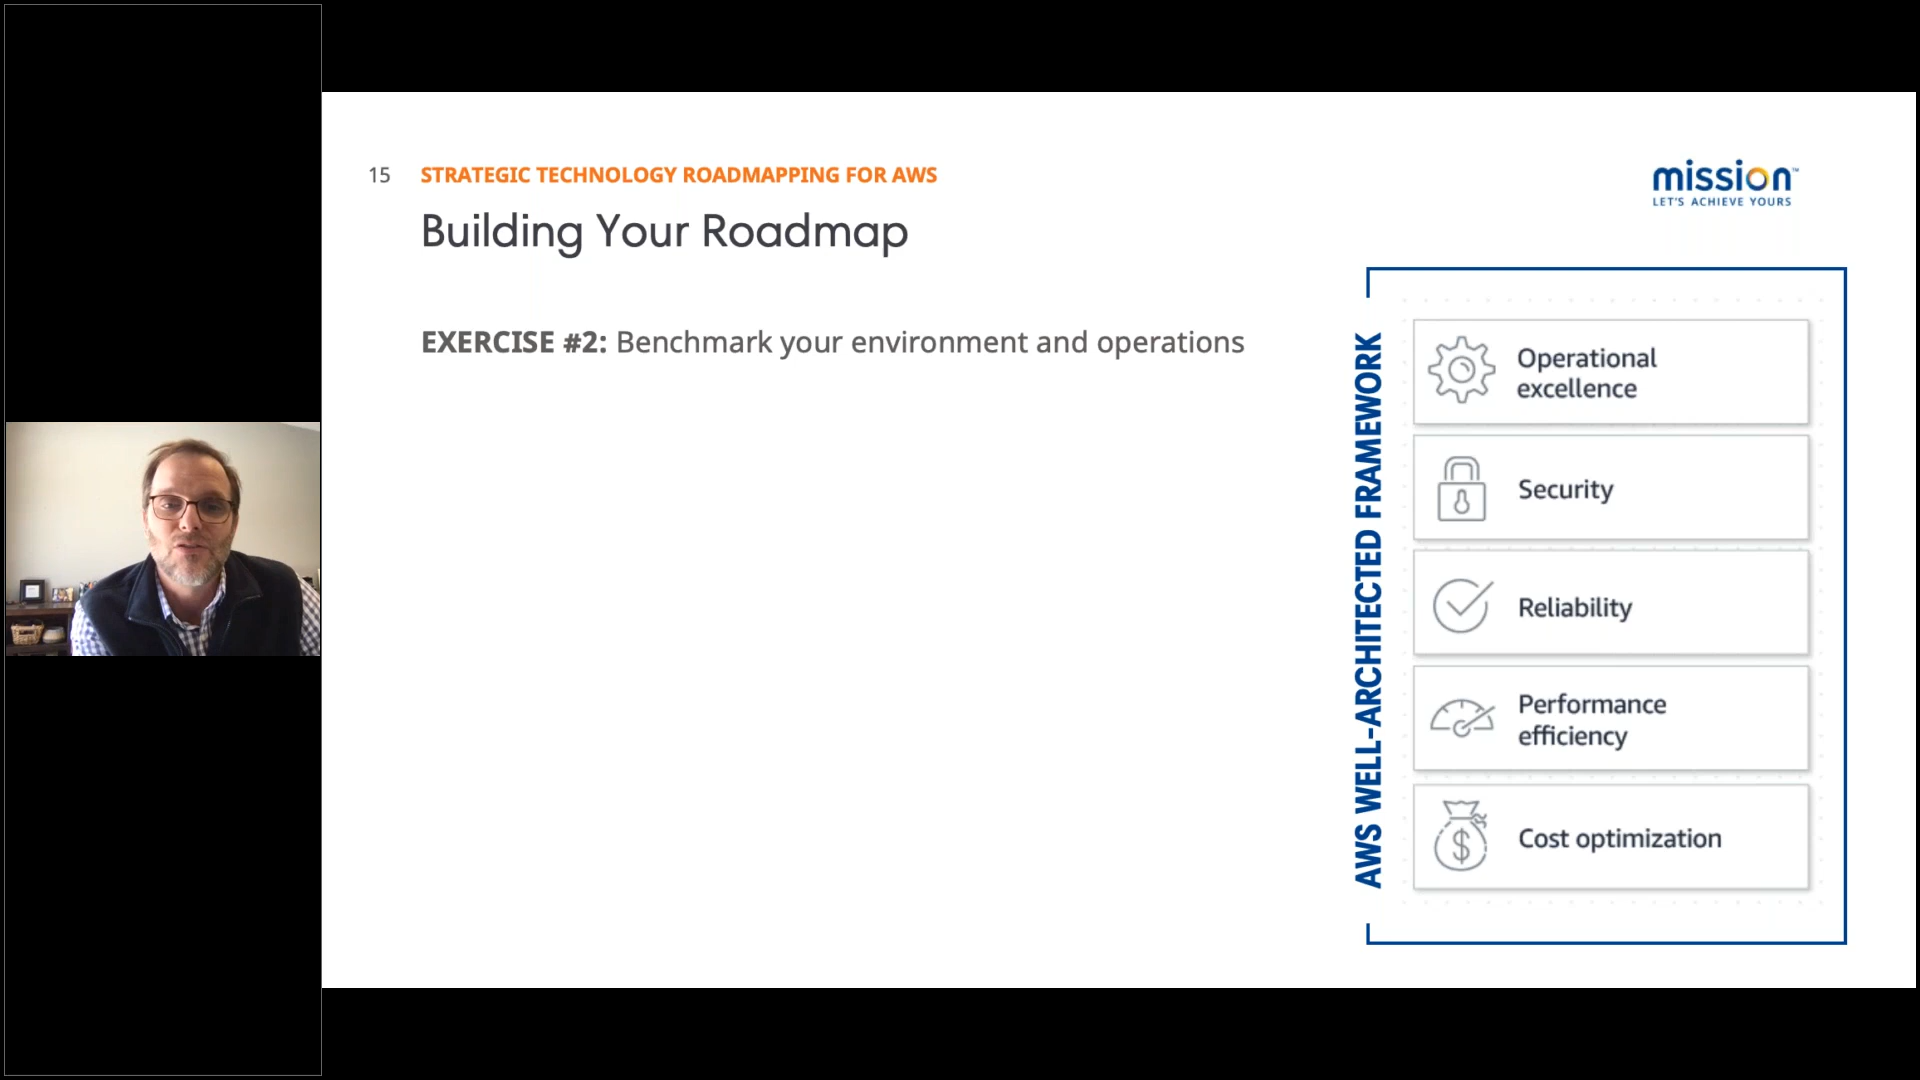 15 STRATEGIC TECHNOLOGY ROADMAPPING FOR AWS
Building Your Roadmap
mission™
LET'S ACHIEVE YOURS
EXERCISE #2: Benchmark your environment and operations
AWS WELL-ARCHITECTED FRAMEWORK
Operational
excellence
Security
Reliability
Performance
efficiency
$
Cost optimization